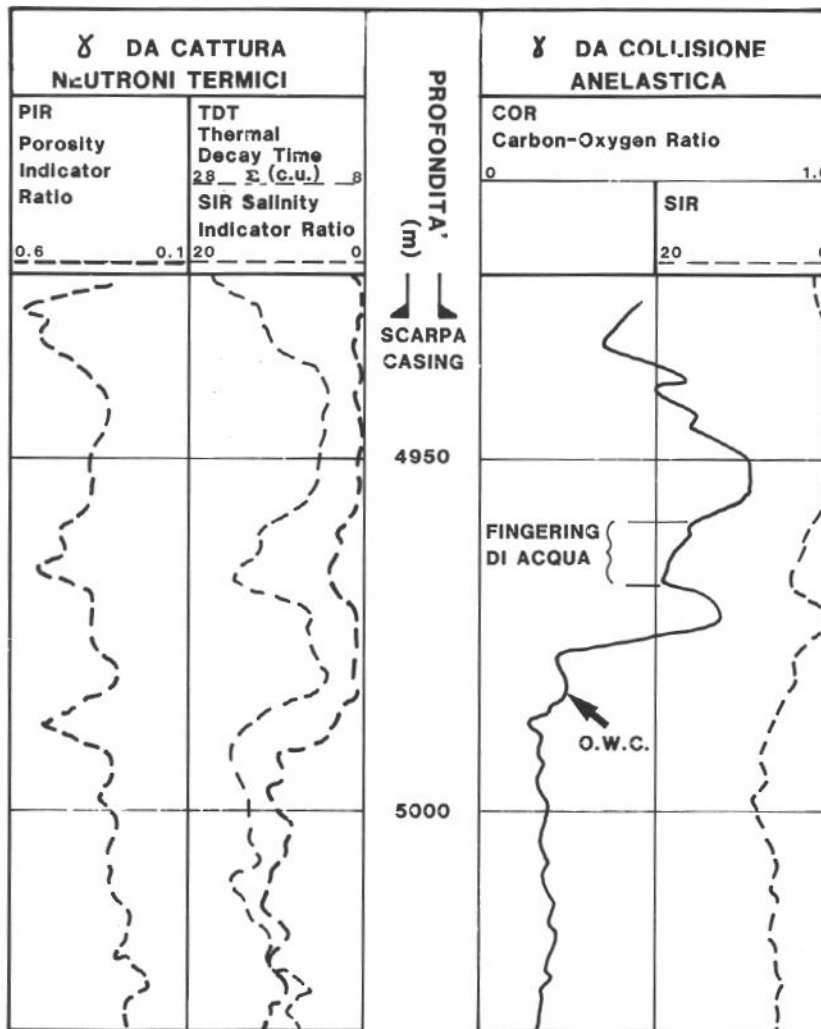 ɣ DA CATTURA
NEUTRONI TERMICI
PIR
Porosity
Indicator
Ratio
0.6 0.1
TDT
Thermal
Decay Time
28 Σ (c.u.) 8
SIR Salinity
Indicator Ratio
20 0
PROFONDITA'
(m)
SCARPA
CASING
4950
5000
ɣ DA COLLISIONE
ANELASTICA
COR
Carbon-Oxygen Ratio
0 1.0
SIR
20
FINGERING
DI ACQUA
O.W.C.